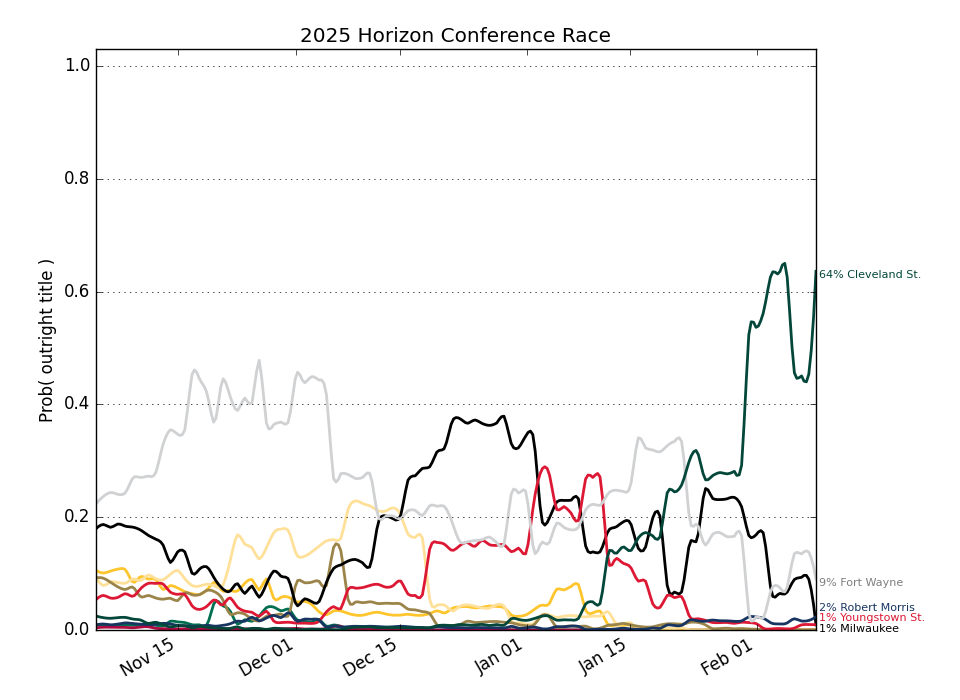 2025 Horizon Conference Race
1.0
0.8
0.6
0.4
0.2
0.0
Prob( outright title )
64% Cleveland St.
9% Fort Wayne
2% Robert Morris
1% Youngstown St.
1% Milwaukee
Nov 15
Dec 01
Dec 15
Jan 01
Jan 15
Feb 01